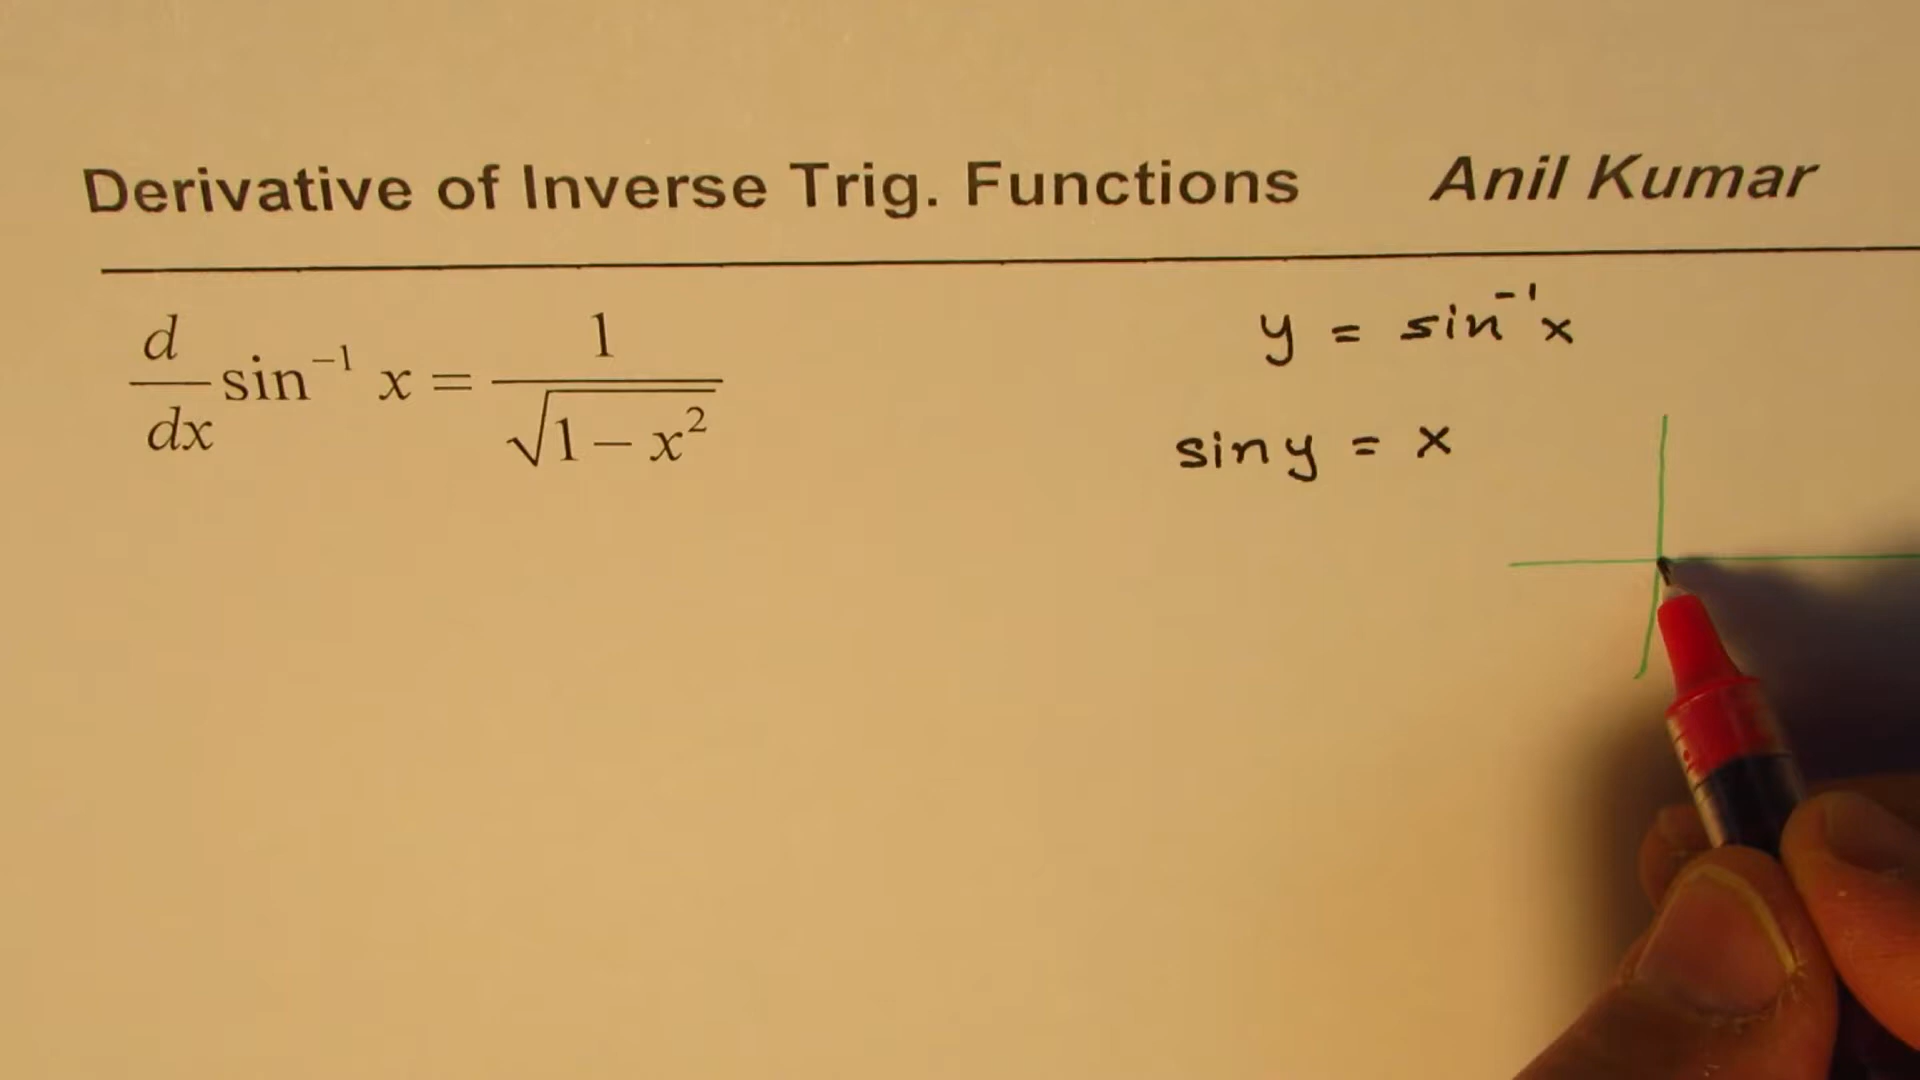 Derivative of Inverse Trig. Functions Anil Kumar
d/dx sin⁻¹ x = 1/√(1 − x²)
y = sin⁻¹x
sin y = x